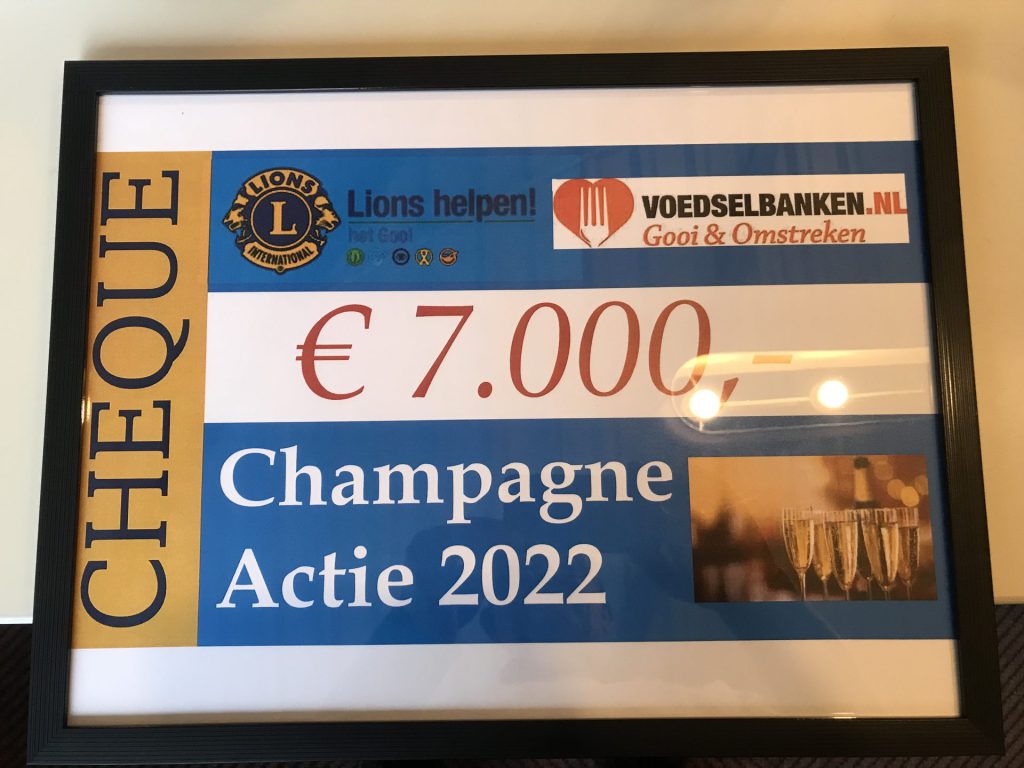 CHEQUE
LIONS
L
INTERNATIONAL
Lions helpen!
het Gooi
VOEDSELBANKEN.NL
Gooi & Omstreken
€ 7.000,-
Champagne
Actie 2022